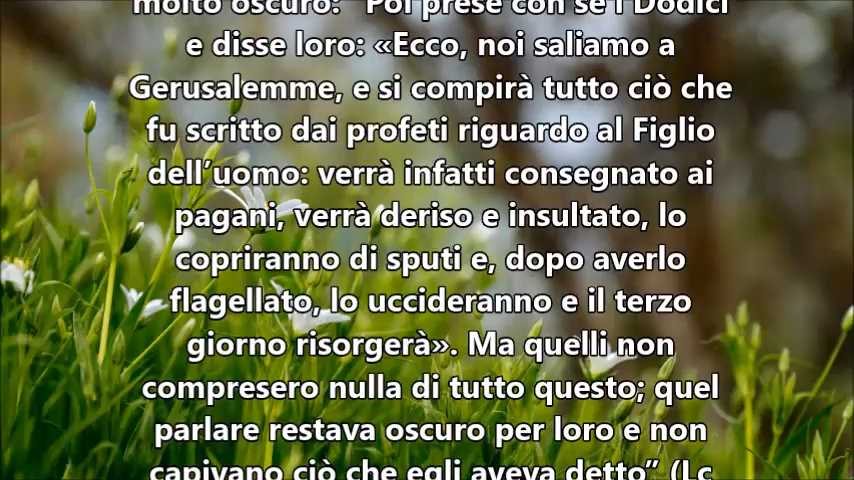 molto oscuro: “Poi prese con sé i Dodici
e disse loro: «Ecco, noi saliamo a
Gerusalemme, e si compirà tutto ciò che
fu scritto dai profeti riguardo al Figlio
dell’uomo: verrà infatti consegnato ai
pagani, verrà deriso e insultato, lo
copriranno di sputi e, dopo averlo
flagellato, lo uccideranno e il terzo
giorno risorgerà». Ma quelli non
compresero nulla di tutto questo; quel
parlare restava oscuro per loro e non
capivano ciò che egli aveva detto” (Lc